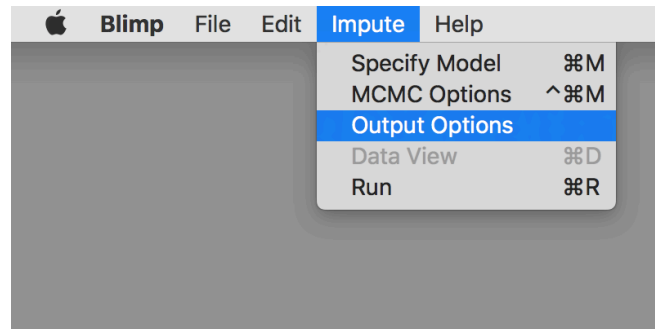 Blimp File Edit Impute Help
Specify Model ⌘M
MCMC Options ^⌘M
Output Options
Data View ⌘D
Run ⌘R